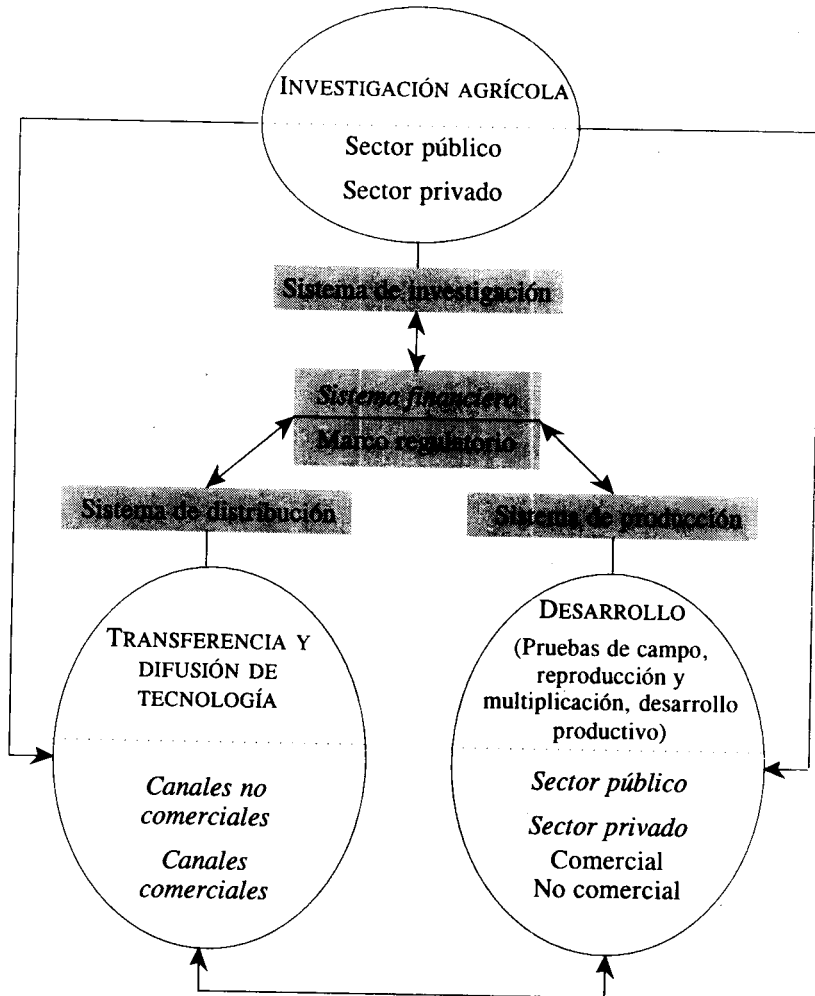 INVESTIGACIÓN AGRÍCOLA
Sector público
Sector privado
Sistema de investigación
Sistema financiero
Marco regulatorio
Sistema de distribución
Sistema de producción
TRANSFERENCIA Y
DIFUSIÓN DE
TECNOLOGÍA
Canales no
comerciales
Canales
comerciales
DESARROLLO
(Pruebas de campo,
reproducción y
multiplicación, desarrollo
productivo)
Sector público
Sector privado
Comercial
No comercial